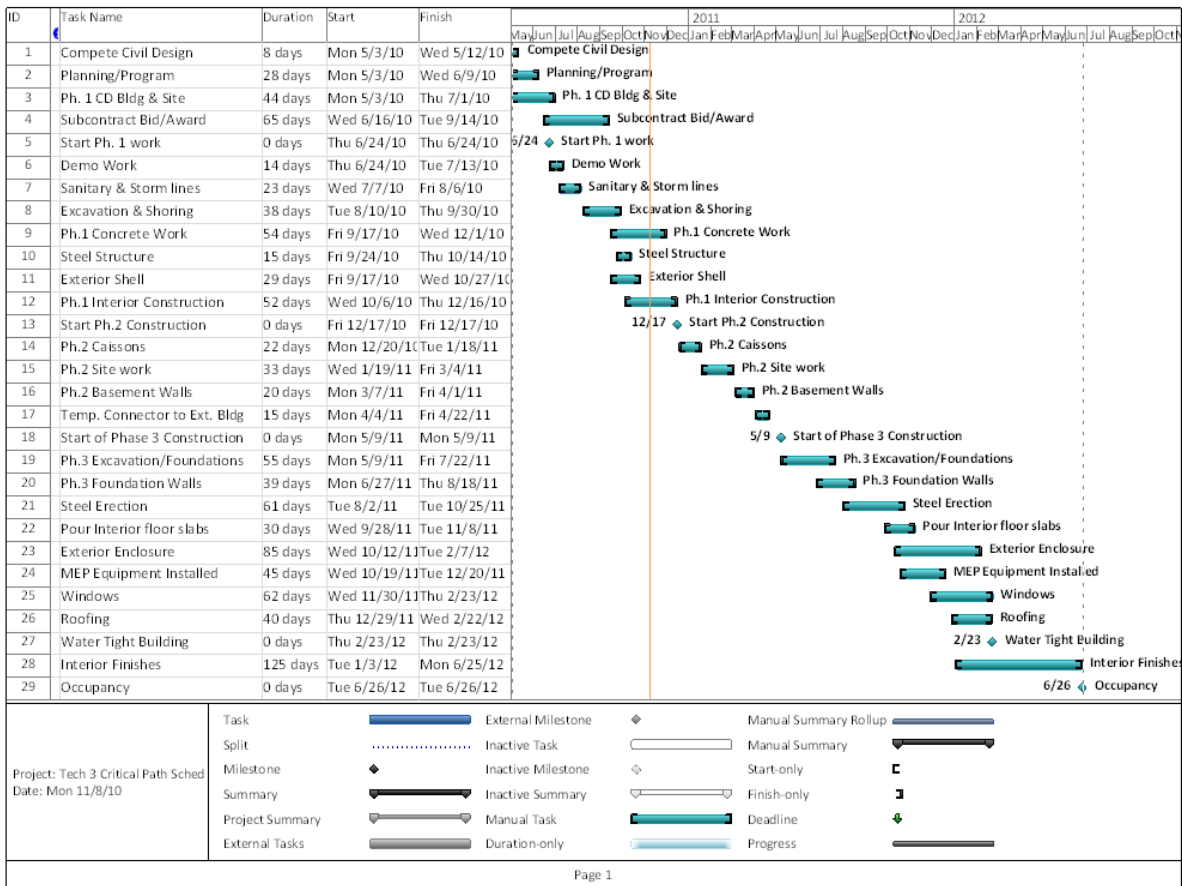 ID Task Name Duration Start Finish 2011 2012
May Jun Jul Aug Sep Oct Nov Dec Jan Feb Mar Apr May Jun Jul Aug Sep Oct Nov Dec Jan Feb Mar Apr May Jun Jul Aug Sep Oct N
1 Compete Civil Design 8 days Mon 5/3/10 Wed 5/12/10 Compete Civil Design
2 Planning/Program 28 days Mon 5/3/10 Wed 6/9/10 Planning/Program
3 Ph. 1 CD Bldg & Site 44 days Mon 5/3/10 Thu 7/1/10 Ph. 1 CD Bldg & Site
4 Subcontract Bid/Award 65 days Wed 6/16/10 Tue 9/14/10 Subcontract Bid/Award
5 Start Ph. 1 work 0 days Thu 6/24/10 Thu 6/24/10 6/24 Start Ph. 1 work
6 Demo Work 14 days Thu 6/24/10 Tue 7/13/10 Demo Work
7 Sanitary & Storm lines 23 days Wed 7/7/10 Fri 8/6/10 Sanitary & Storm lines
8 Excavation & Shoring 38 days Tue 8/10/10 Thu 9/30/10 Excavation & Shoring
9 Ph.1 Concrete Work 54 days Fri 9/17/10 Wed 12/1/10 Ph.1 Concrete Work
10 Steel Structure 15 days Fri 9/24/10 Thu 10/14/10 Steel Structure
11 Exterior Shell 29 days Fri 9/17/10 Wed 10/27/10 Exterior Shell
12 Ph.1 Interior Construction 52 days Wed 10/6/10 Thu 12/16/10 Ph.1 Interior Construction
13 Start Ph.2 Construction 0 days Fri 12/17/10 Fri 12/17/10 12/17 Start Ph.2 Construction
14 Ph.2 Caissons 22 days Mon 12/20/10 Tue 1/18/11 Ph.2 Caissons
15 Ph.2 Site work 33 days Wed 1/19/11 Fri 3/4/11 Ph.2 Site work
16 Ph.2 Basement Walls 20 days Mon 3/7/11 Fri 4/1/11 Ph.2 Basement Walls
17 Temp. Connector to Ext. Bldg 15 days Mon 4/4/11 Fri 4/22/11
18 Start of Phase 3 Construction 0 days Mon 5/9/11 Mon 5/9/11 5/9 Start of Phase 3 Construction
19 Ph.3 Excavation/Foundations 55 days Mon 5/9/11 Fri 7/22/11 Ph.3 Excavation/Foundations
20 Ph.3 Foundation Walls 39 days Mon 6/27/11 Thu 8/18/11 Ph.3 Foundation Walls
21 Steel Erection 61 days Tue 8/2/11 Tue 10/25/11 Steel Erection
22 Pour Interior floor slabs 30 days Wed 9/28/11 Tue 11/8/11 Pour Interior floor slabs
23 Exterior Enclosure 85 days Wed 10/12/11 Tue 2/7/12 Exterior Enclosure
24 MEP Equipment Installed 45 days Wed 10/19/11 Tue 12/20/11 MEP Equipment Installed
25 Windows 62 days Wed 11/30/11 Thu 2/23/12 Windows
26 Roofing 40 days Thu 12/29/11 Wed 2/22/12 Roofing
27 Water Tight Building 0 days Thu 2/23/12 Thu 2/23/12 2/23 Water Tight Building
28 Interior Finishes 125 days Tue 1/3/12 Mon 6/25/12 Interior Finishes
29 Occupancy 0 days Tue 6/26/12 Tue 6/26/12 6/26 Occupancy
Project: Tech 3 Critical Path Sched
Date: Mon 11/8/10
Task External Milestone Manual Summary Rollup
Split Inactive Task Manual Summary
Milestone Inactive Milestone Start-only
Summary Inactive Summary Finish-only
Project Summary Manual Task Deadline
External Tasks Duration-only Progress
Page 1